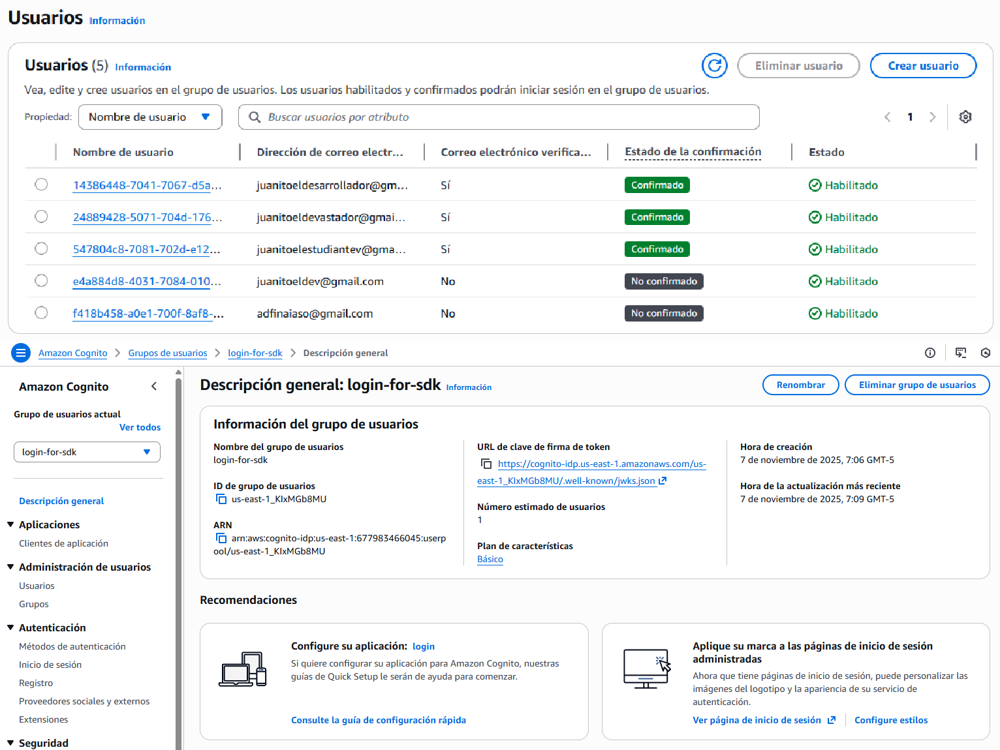 Usuarios Información
Usuarios (5) Información
Eliminar usuario
Crear usuario
Vea, edite y cree usuarios en el grupo de usuarios. Los usuarios habilitados y confirmados podrán iniciar sesión en el grupo de usuarios.
Propiedad: Nombre de usuario Buscar usuarios por atributo 1
Nombre de usuario Dirección de correo electr... Correo electrónico verifica... Estado de la confirmación Estado
14386448-7041-7067-d5a... juanitoeldesarrollador@gm... Sí Confirmado Habilitado
24889428-5071-704d-176... juanitoeldevastador@gmai... Sí Confirmado Habilitado
547804c8-7081-702d-e12... juanitoelestudiantev@gma... Sí Confirmado Habilitado
e4a884d8-4031-7084-010... juanitoeldev@gmail.com No No confirmado Habilitado
f418b458-a0e1-700f-8af8-... adfinaiaso@gmail.com No No confirmado Habilitado
Amazon Cognito Grupos de usuarios login-for-sdk Descripción general
Amazon Cognito
Grupo de usuarios actual
Ver todos
login-for-sdk
Descripción general
Aplicaciones
Clientes de aplicación
Administración de usuarios
Usuarios
Grupos
Autenticación
Métodos de autenticación
Inicio de sesión
Registro
Proveedores sociales y externos
Extensiones
Seguridad
Descripción general: login-for-sdk Información
Renombrar
Eliminar grupo de usuarios
Información del grupo de usuarios
Nombre del grupo de usuarios
login-for-sdk
ID de grupo de usuarios
us-east-1_KIxMGb8MU
ARN
arn:aws:cognito-idp:us-east-1:677983466045:userp
ool/us-east-1_KIxMGb8MU
URL de clave de firma de token
https://cognito-idp.us-east-1.amazonaws.com/us-
east-1_KIxMGb8MU/.well-known/jwks.json
Número estimado de usuarios
1
Plan de características
Básico
Hora de creación
7 de noviembre de 2025, 7:06 GMT-5
Hora de la actualización más reciente
7 de noviembre de 2025, 7:09 GMT-5
Recomendaciones
Configure su aplicación: login
Si quiere configurar su aplicación para Amazon Cognito, nuestras
guías de Quick Setup le serán de ayuda para comenzar.
Consulte la guía de configuración rápida
Aplique su marca a las páginas de inicio de sesión
administradas
Ahora que tiene páginas de inicio de sesión, puede personalizar las
imágenes del logotipo y la apariencia de su servicio de
autenticación.
Ver página de inicio de sesión
Configure estilos